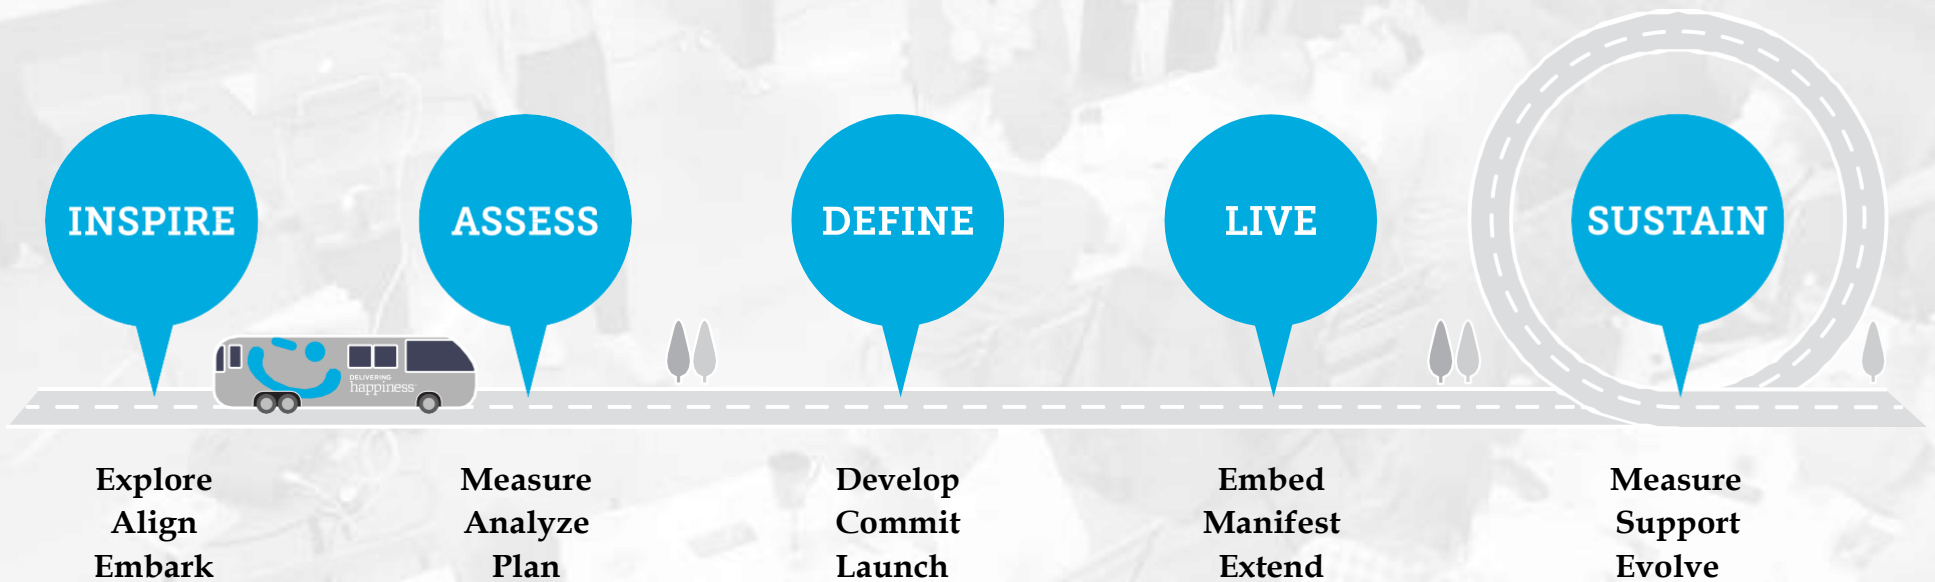 INSPIRE
ASSESS
DEFINE
LIVE
SUSTAIN
DELIVERING
happiness
Explore
Align
Embark
Measure
Analyze
Plan
Develop
Commit
Launch
Embed
Manifest
Extend
Measure
Support
Evolve